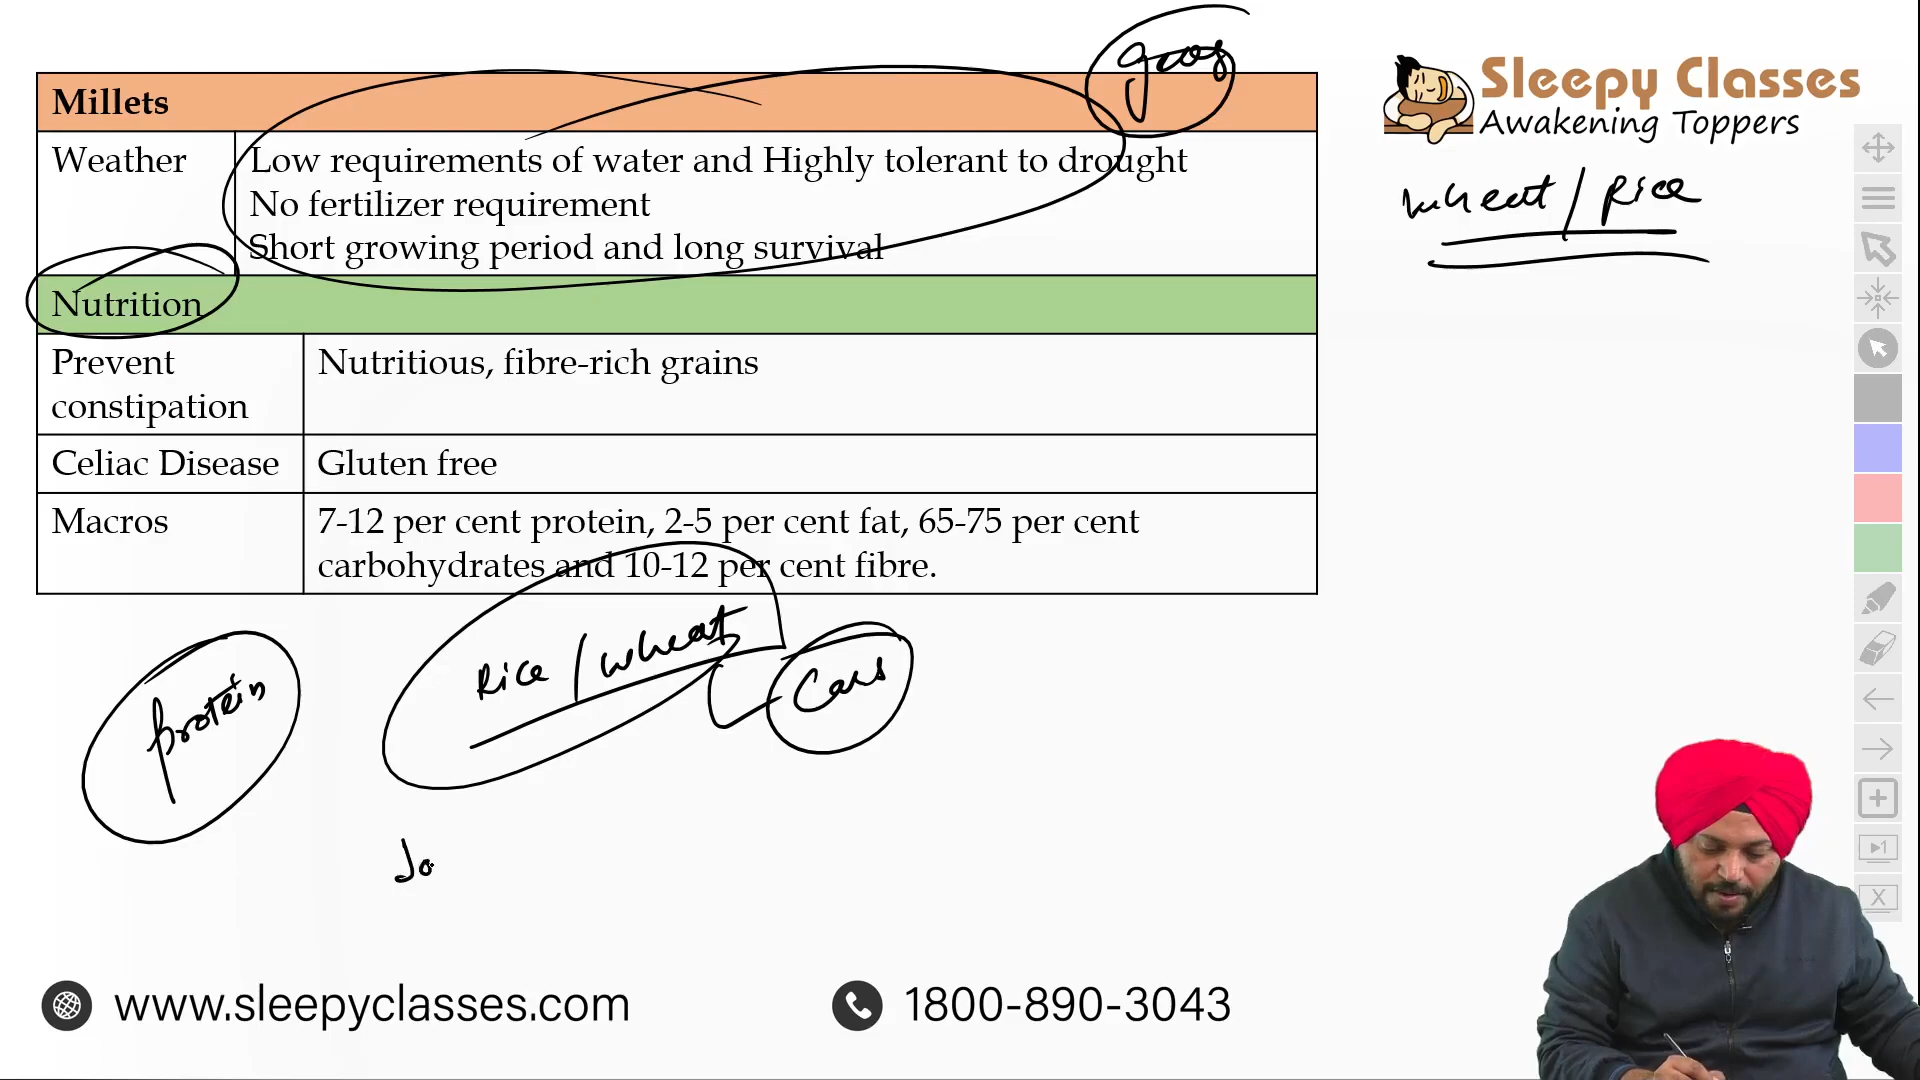 Millets
Weather
Low requirements of water and Highly tolerant to drought
No fertilizer requirement
Short growing period and long survival
Nutrition
Prevent
constipation
Nutritious, fibre-rich grains
Celiac Disease
Gluten free
Macros
7-12 per cent protein, 2-5 per cent fat, 65-75 per cent
carbohydrates and 10-12 per cent fibre.
Sleepy Classes
Awakening Toppers
wheat / Rice
protein
Rice / wheat
Jo
www.sleepyclasses.com
1800-890-3043
1
X